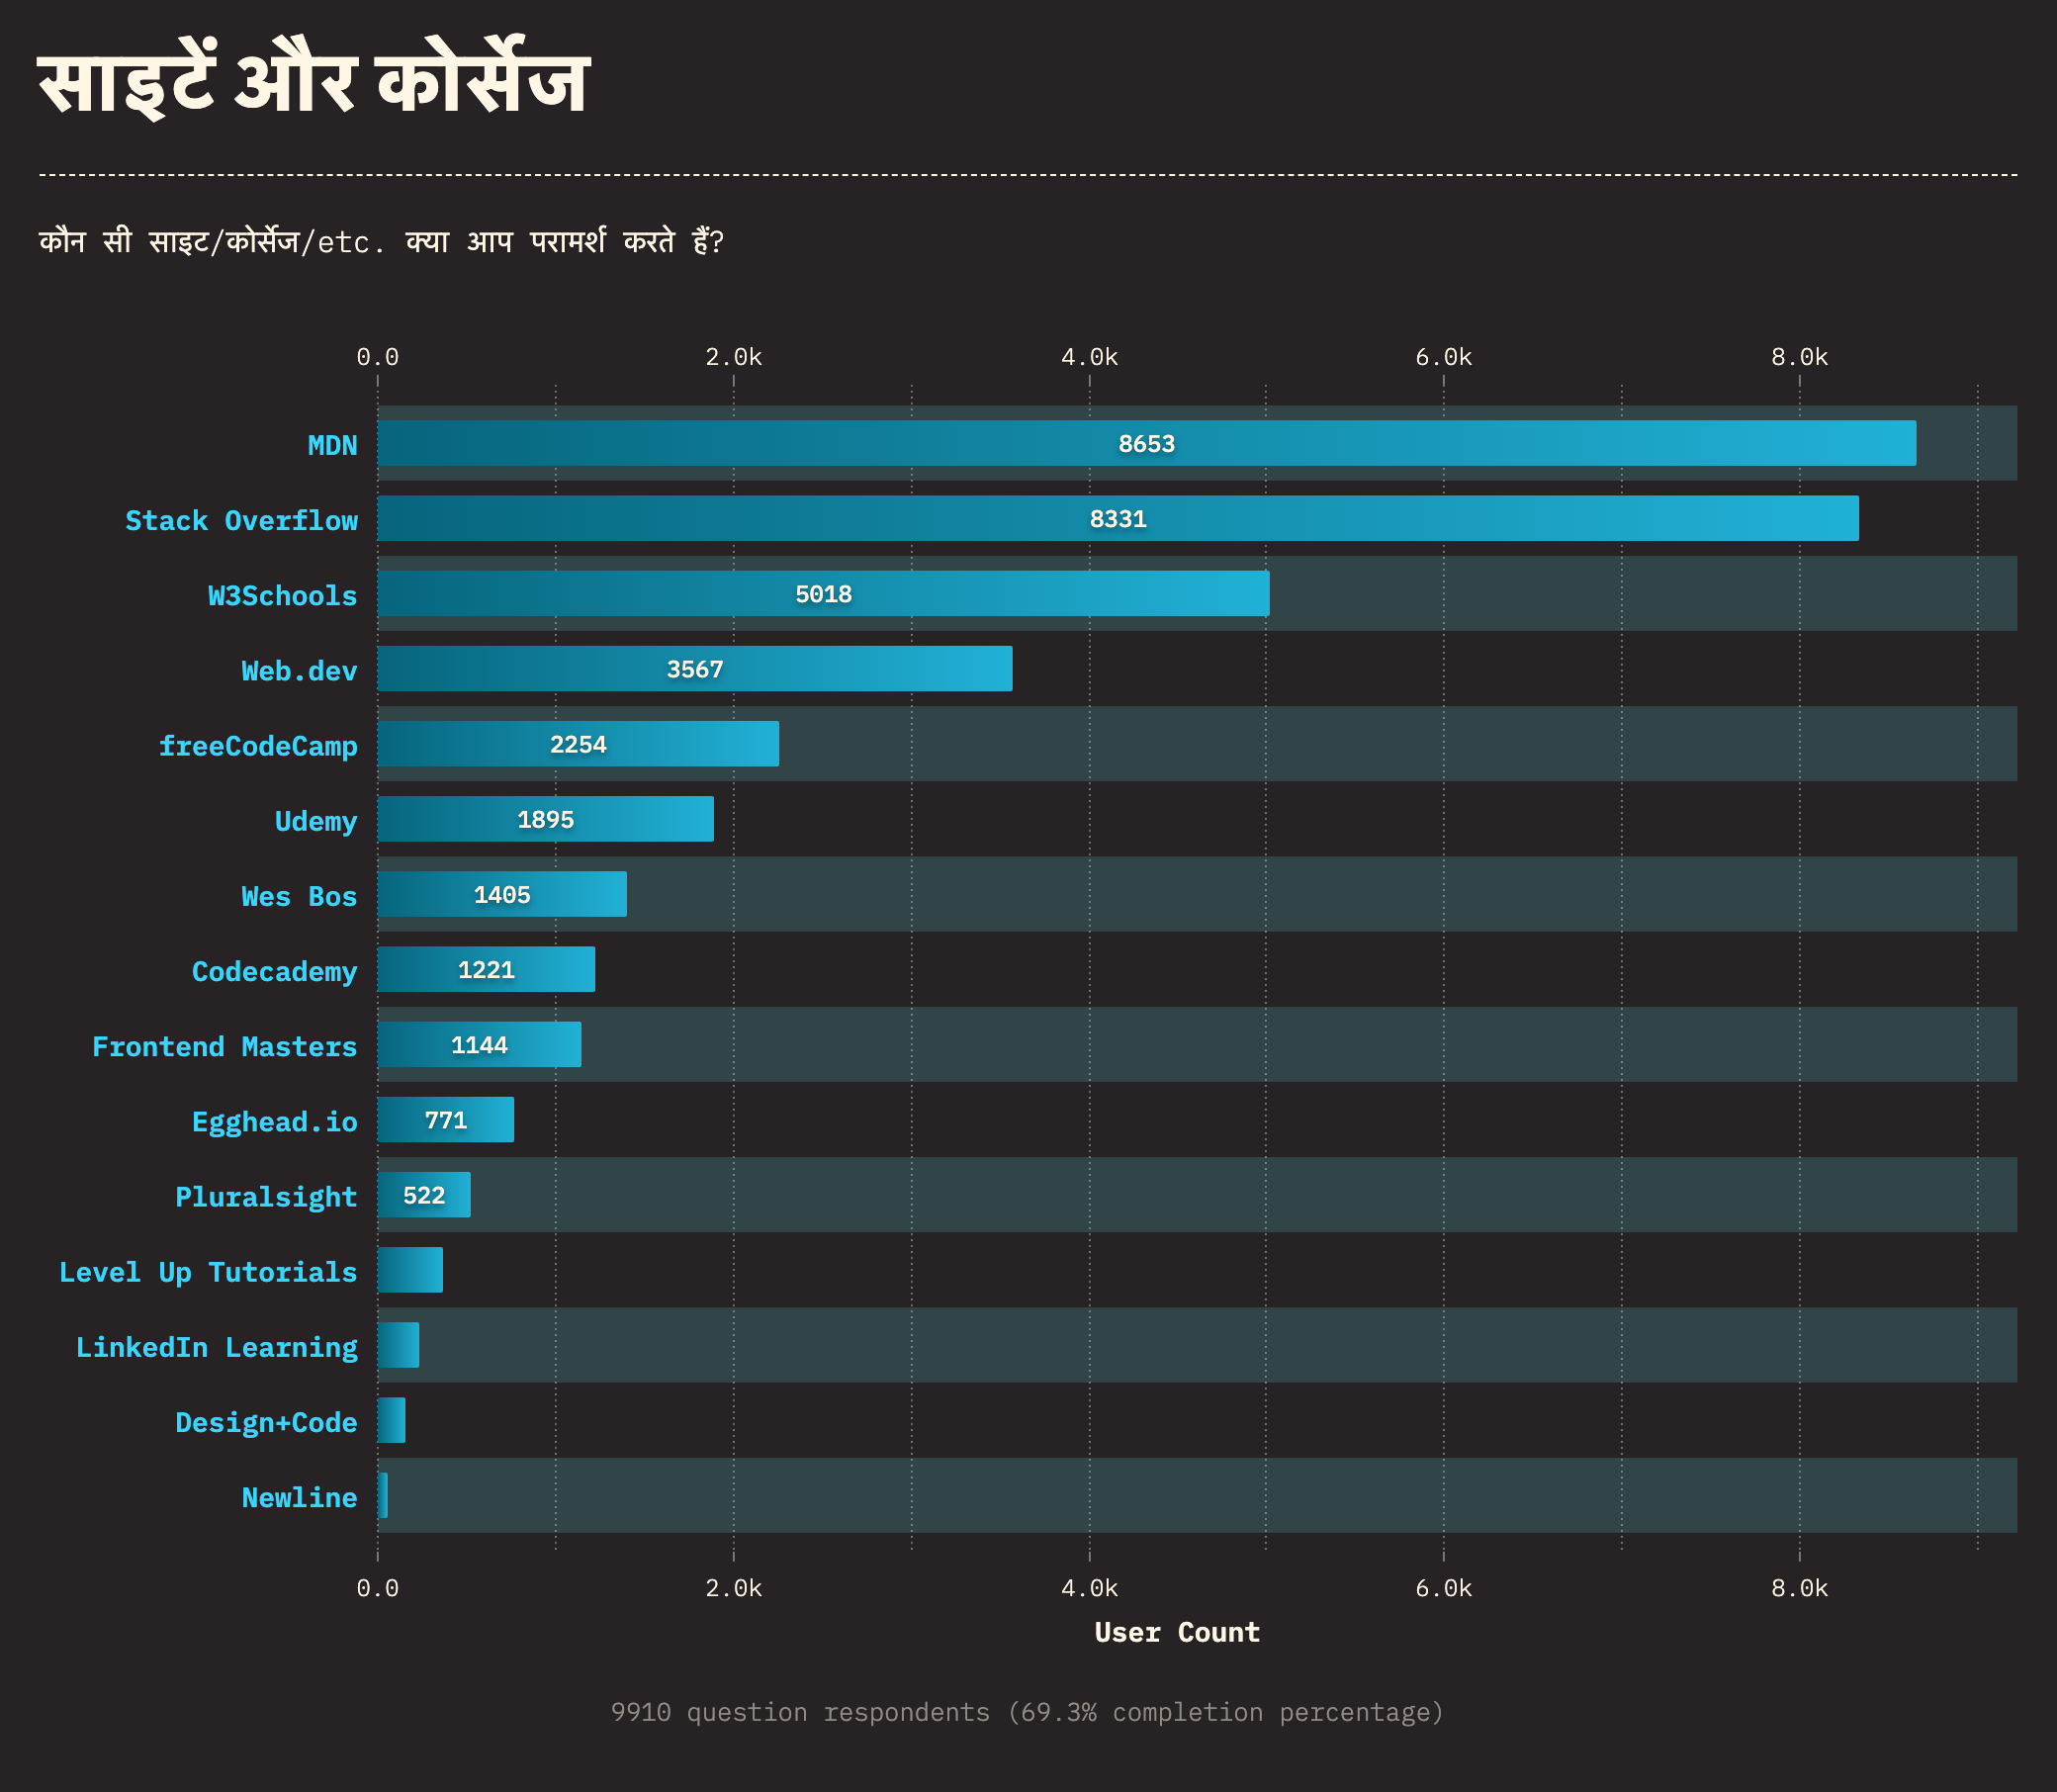 साइटें और कोर्सेज
कौन सी साइट/कोर्सेज/etc. क्या आप परामर्श करते हैं?
0.0 2.0k 4.0k 6.0k 8.0k
MDN 8653
Stack Overflow 8331
W3Schools 5018
Web.dev 3567
freeCodeCamp 2254
Udemy 1895
Wes Bos 1405
Codecademy 1221
Frontend Masters 1144
Egghead.io 771
Pluralsight 522
Level Up Tutorials
LinkedIn Learning
Design+Code
Newline
0.0 2.0k 4.0k 6.0k 8.0k
User Count
9910 question respondents (69.3% completion percentage)